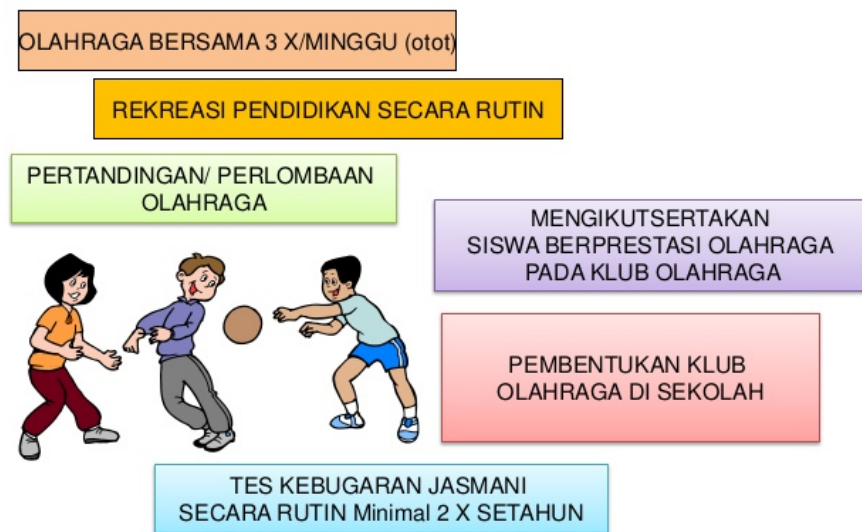 OLAHRAGA BERSAMA 3 X/MINGGU (otot)
REKREASI PENDIDIKAN SECARA RUTIN
PERTANDINGAN/ PERLOMBAAN
OLAHRAGA
MENGIKUTSERTAKAN
SISWA BERPRESTASI OLAHRAGA
PADA KLUB OLAHRAGA
PEMBENTUKAN KLUB
OLAHRAGA DI SEKOLAH
TES KEBUGARAN JASMANI
SECARA RUTIN Minimal 2 X SETAHUN